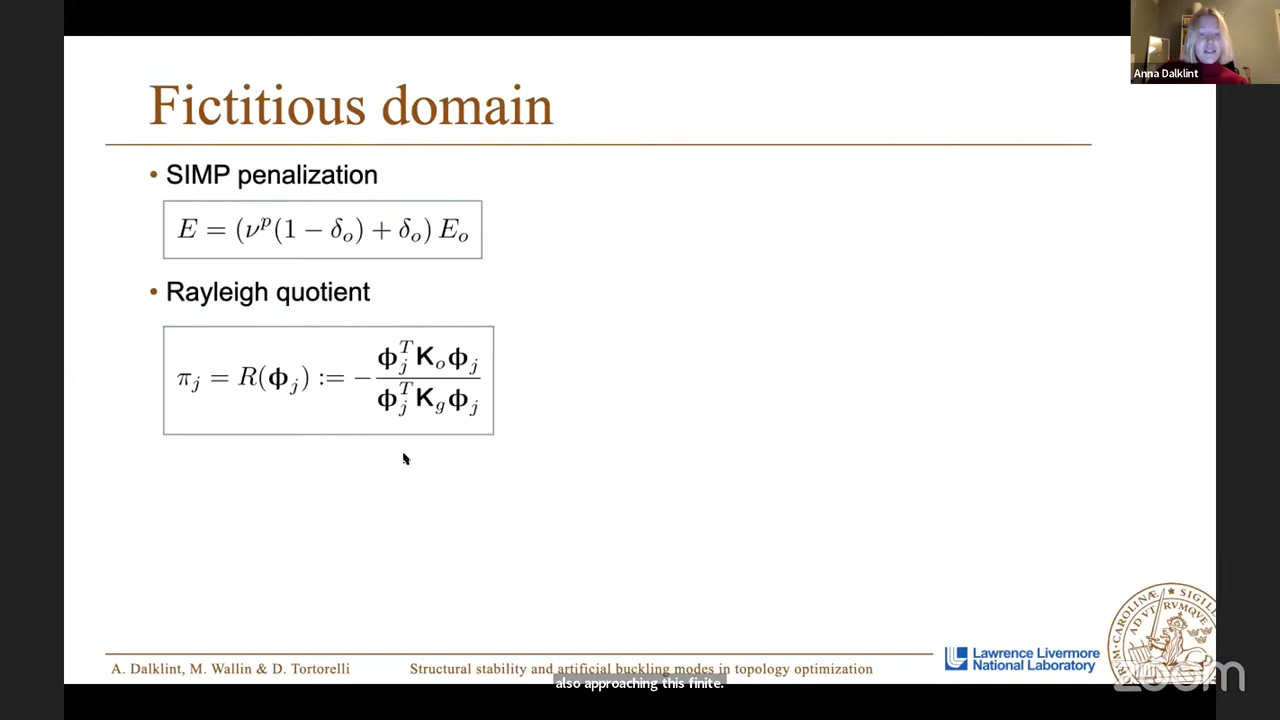 Anna Dalklint
Fictitious domain
• SIMP penalization
E = (ν^p(1 − δ_o) + δ_o) E_o
• Rayleigh quotient
π_j = R(ϕ_j) := − (ϕ_j^T K_o ϕ_j) / (ϕ_j^T K_g ϕ_j)
A. Dalklint, M. Wallin & D. Tortorelli
Structural stability and artificial buckling modes in topology optimization
Lawrence Livermore
National Laboratory
AD VTRVMQVE
zoom
also approaching this finite.